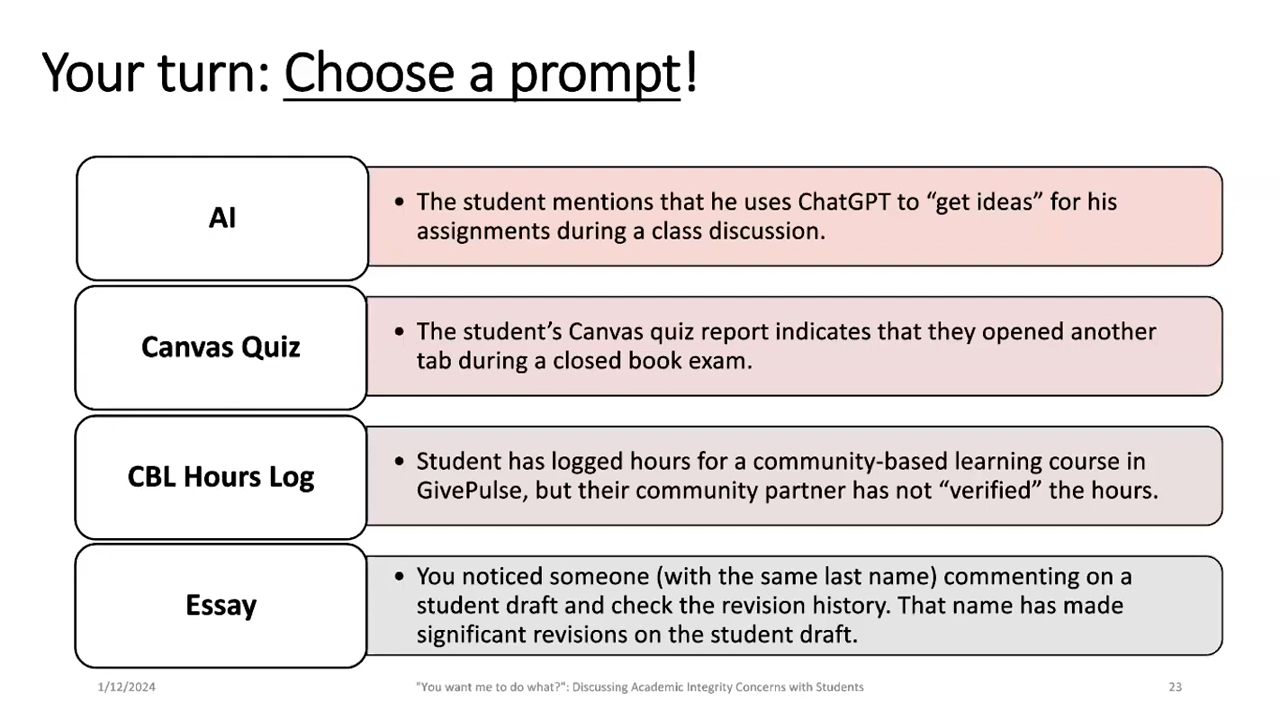 Your turn: Choose a prompt!
AI
• The student mentions that he uses ChatGPT to “get ideas” for his
assignments during a class discussion.
Canvas Quiz
• The student’s Canvas quiz report indicates that they opened another
tab during a closed book exam.
CBL Hours Log
• Student has logged hours for a community-based learning course in
GivePulse, but their community partner has not “verified” the hours.
Essay
• You noticed someone (with the same last name) commenting on a
student draft and check the revision history. That name has made
significant revisions on the student draft.
1/12/2024
"You want me to do what?": Discussing Academic Integrity Concerns with Students
23